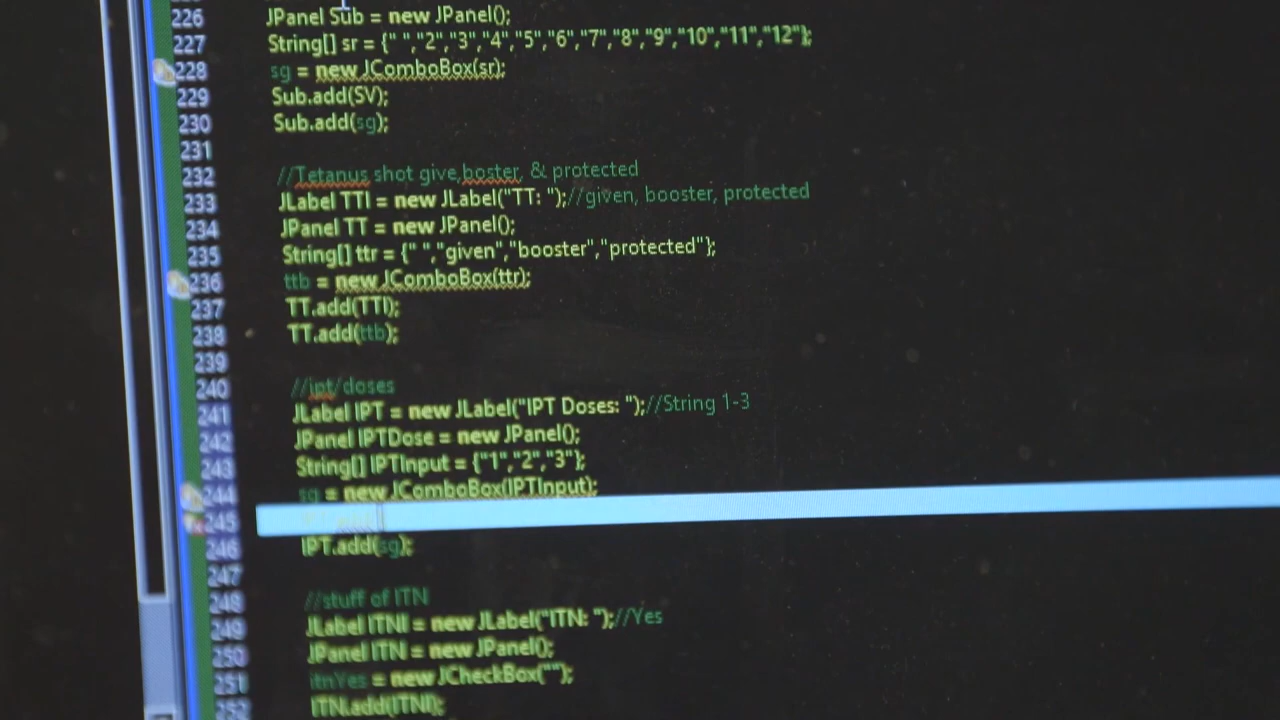 226 JPanel Sub = new JPanel();
227 String[] sr = {" ","2","3","4","5","6","7","8","9","10","11","12"};
228 sg = new JComboBox(sr);
229 Sub.add(SV);
230 Sub.add(sg);
231
232 //Tetanus shot give,boster, & protected
233 JLabel TTl = new JLabel("TT: ");//given, booster, protected
234 JPanel TT = new JPanel();
235 String[] ttr = {" ","given","booster","protected"};
236 ttb = new JComboBox(ttr);
237 TT.add(TTl);
238 TT.add(ttb);
239
240 //ipt/doses
241 JLabel IPT = new JLabel("IPT Doses: ");//String 1-3
242 JPanel IPTDose = new JPanel();
243 String[] IPTInput = {"1","2","3"};
244 sg = new JComboBox(IPTInput);
245
246 IPT.add(sg);
247
248 //stuff of ITN
249 JLabel ITNl = new JLabel("ITN: ");//Yes
250 JPanel ITN = new JPanel();
251 itnYes = new JCheckBox("");
252 ITN.add(ITNl);